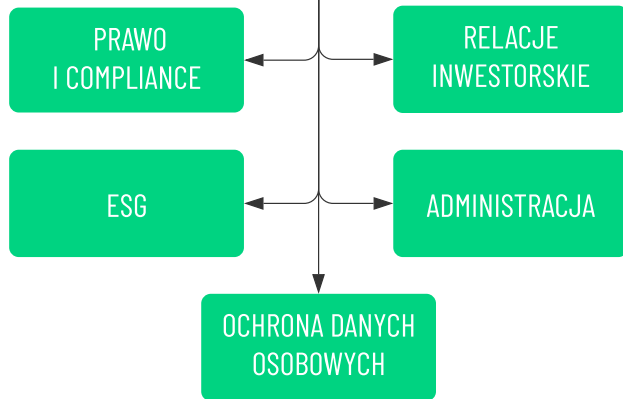 PRAWO
I COMPLIANCE
RELACJE
INWESTORSKIE
ESG
ADMINISTRACJA
OCHRONA DANYCH
OSOBOWYCH